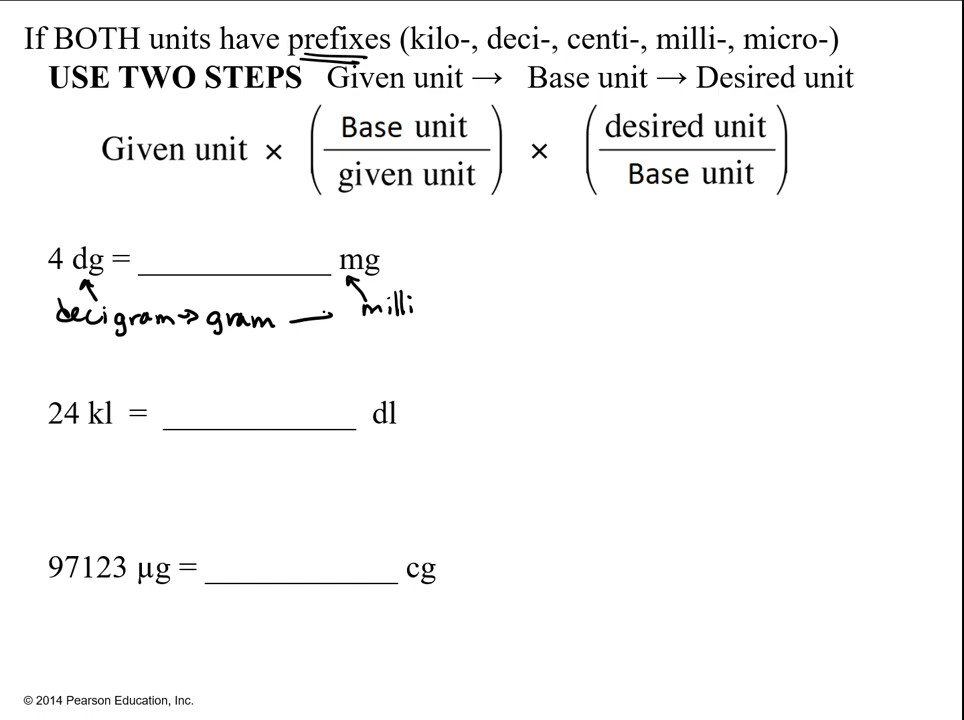 If BOTH units have prefixes (kilo-, deci-, centi-, milli-, micro-)
USE TWO STEPS Given unit → Base unit → Desired unit
Given unit × (Base unit / given unit) × (desired unit / Base unit)
4 dg = ____________ mg
decigram → gram — milli
24 kl = ____________ dl
97123 µg = ____________ cg
© 2014 Pearson Education, Inc.